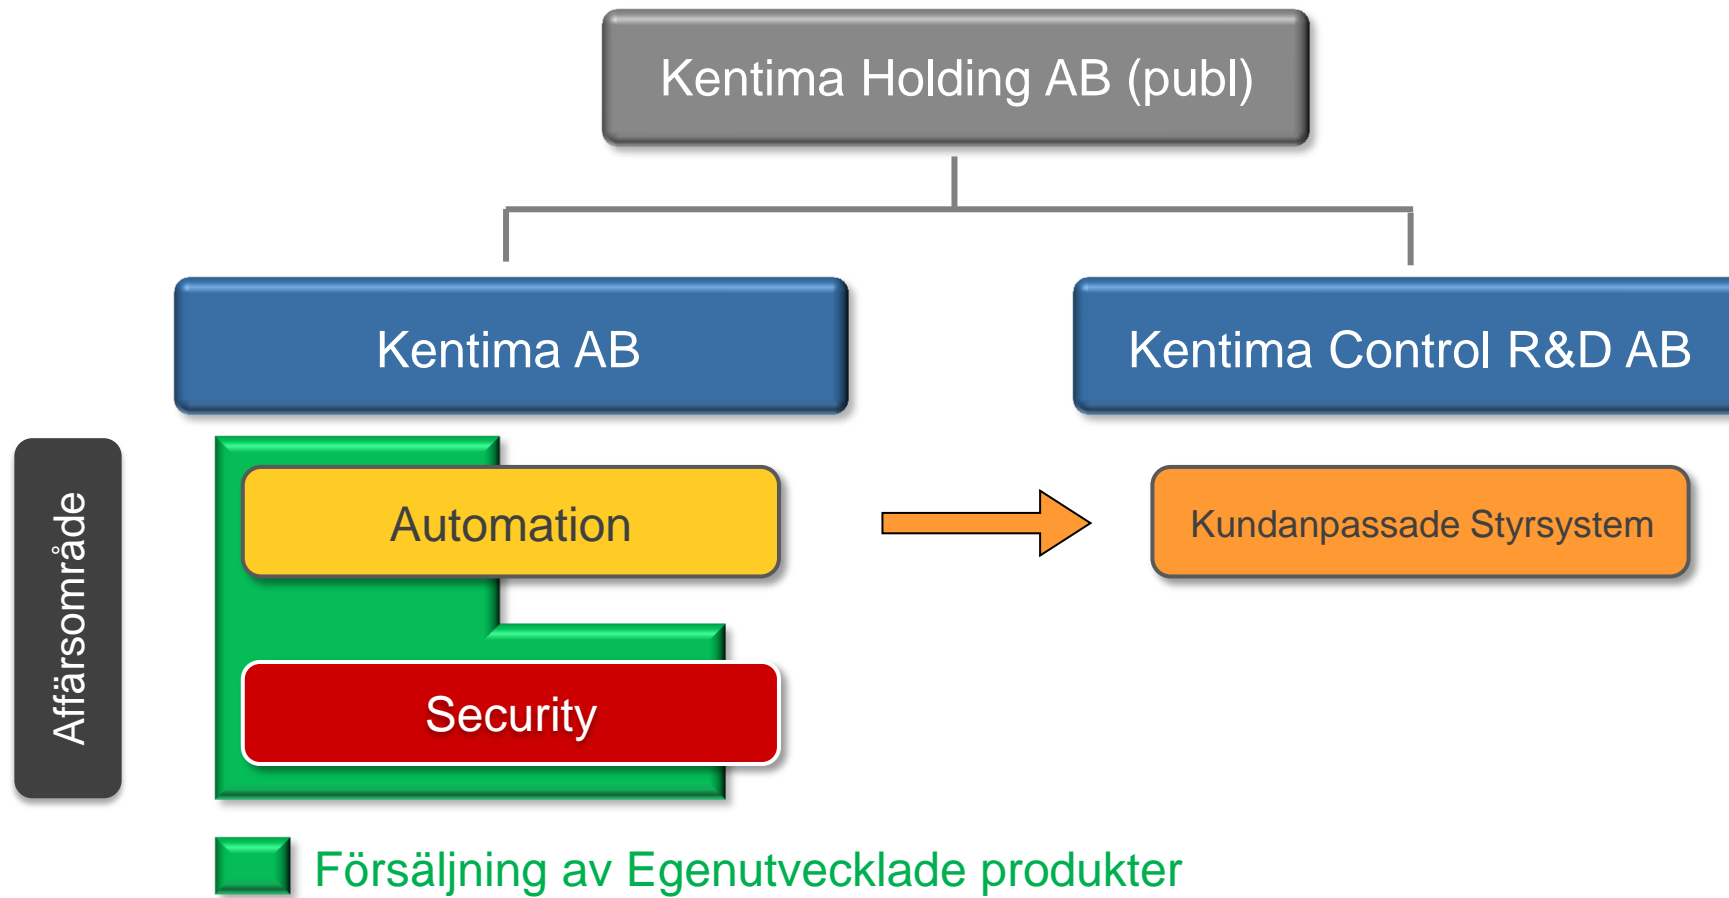 Kentima Holding AB (publ)
Kentima AB
Kentima Control R&D AB
Affärsområde
Automation
Kundanpassade Styrsystem
Security
Försäljning av Egenutvecklade produkter